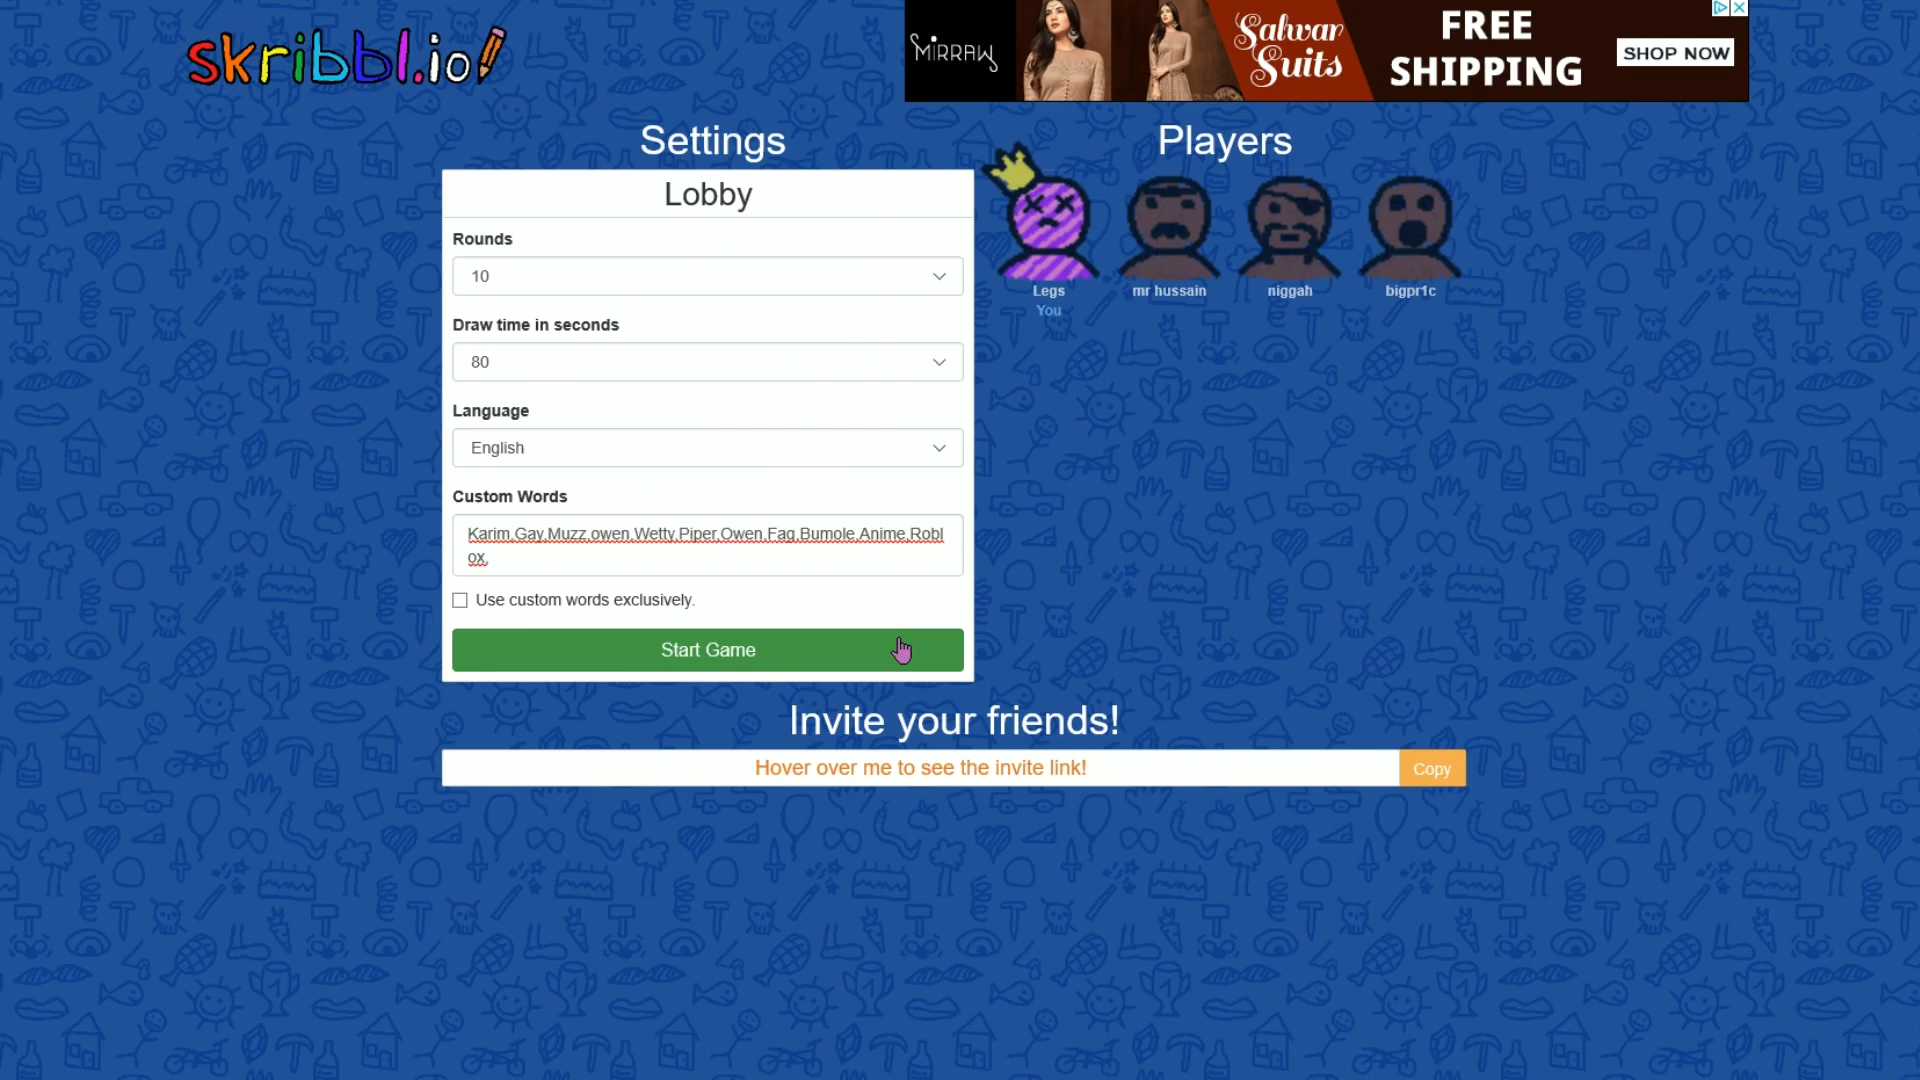 skribbl.io
MIRRAW
Salwar
Suits
FREE
SHIPPING
SHOP NOW
Settings
Players
Lobby
Rounds
10
Draw time in seconds
80
Language
English
Custom Words
Karim,Gay,Muzz,owen,Wetty,Piper,Owen,Fag,Bumole,Anime,Robl
ox,
Use custom words exclusively.
Start Game
Legs
You
mr hussain
niggah
bigpr1c
Invite your friends!
Hover over me to see the invite link!
Copy